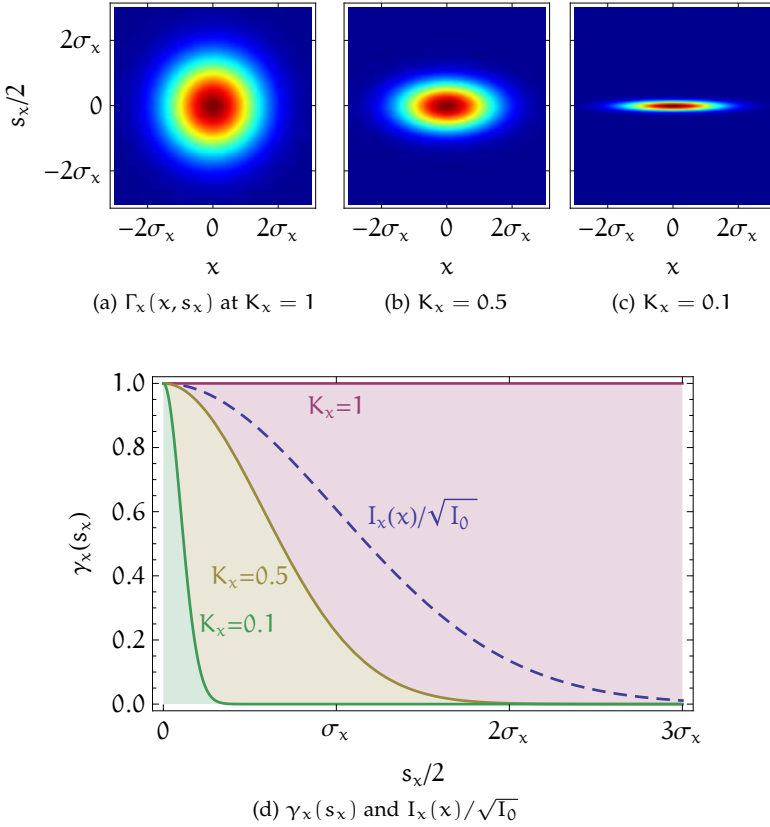 2σₓ
0
−2σₓ
sₓ/2
−2σₓ 0 2σₓ
−2σₓ 0 2σₓ
−2σₓ 0 2σₓ
x
x
x
(a) Γₓ(x, sₓ) at Kₓ = 1
(b) Kₓ = 0.5
(c) Kₓ = 0.1
1.0
0.8
0.6
0.4
0.2
0.0
γₓ(sₓ)
Kₓ=1
Iₓ(x)/√I₀
Kₓ=0.5
Kₓ=0.1
0 σₓ 2σₓ 3σₓ
sₓ/2
(d) γₓ(sₓ) and Iₓ(x)/√I₀